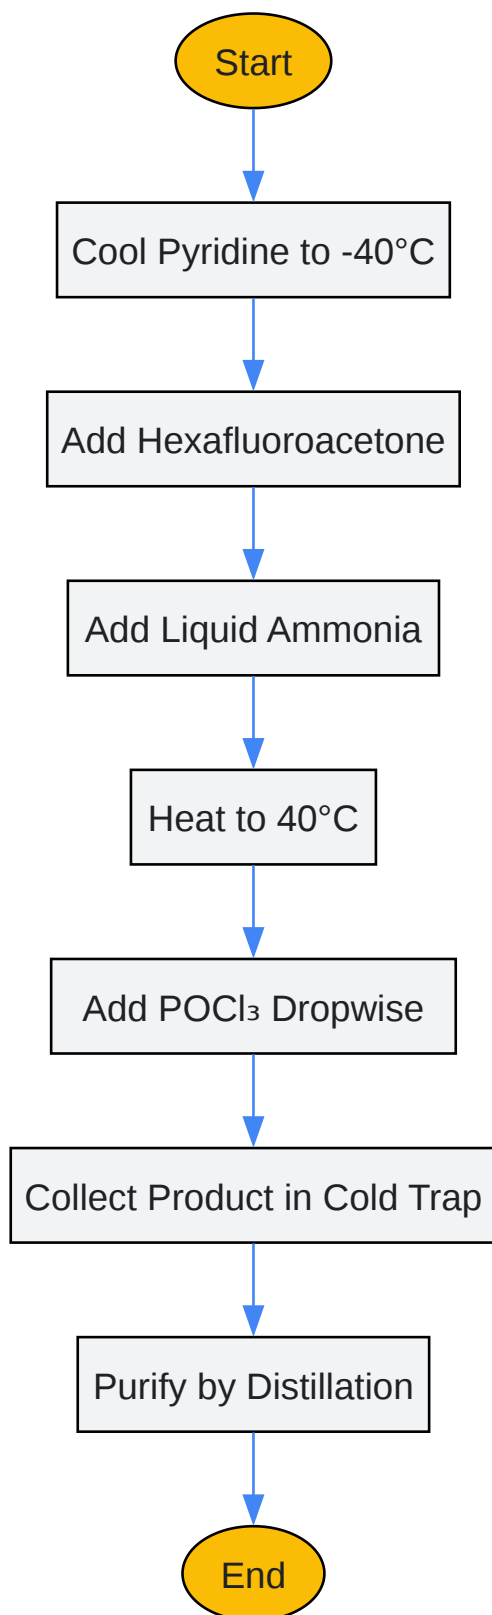 Start
Cool Pyridine to -40°C
Add Hexafluoroacetone
Add Liquid Ammonia
Heat to 40°C
Add POCl₃ Dropwise
Collect Product in Cold Trap
Purify by Distillation
End